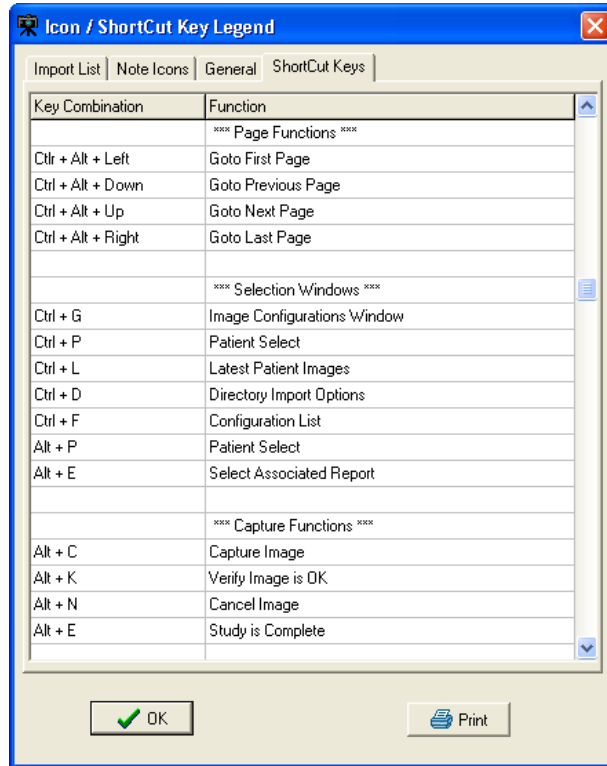 Icon / ShortCut Key Legend
Import List Note Icons General ShortCut Keys
Key Combination Function
*** Page Functions ***
Ctlr + Alt + Left Goto First Page
Ctrl + Alt + Down Goto Previous Page
Ctrl + Alt + Up Goto Next Page
Ctrl + Alt + Right Goto Last Page
*** Selection Windows ***
Ctrl + G Image Configurations Window
Ctrl + P Patient Select
Ctrl + L Latest Patient Images
Ctrl + D Directory Import Options
Ctrl + F Configuration List
Alt + P Patient Select
Alt + E Select Associated Report
*** Capture Functions ***
Alt + C Capture Image
Alt + K Verify Image is OK
Alt + N Cancel Image
Alt + E Study is Complete
OK Print